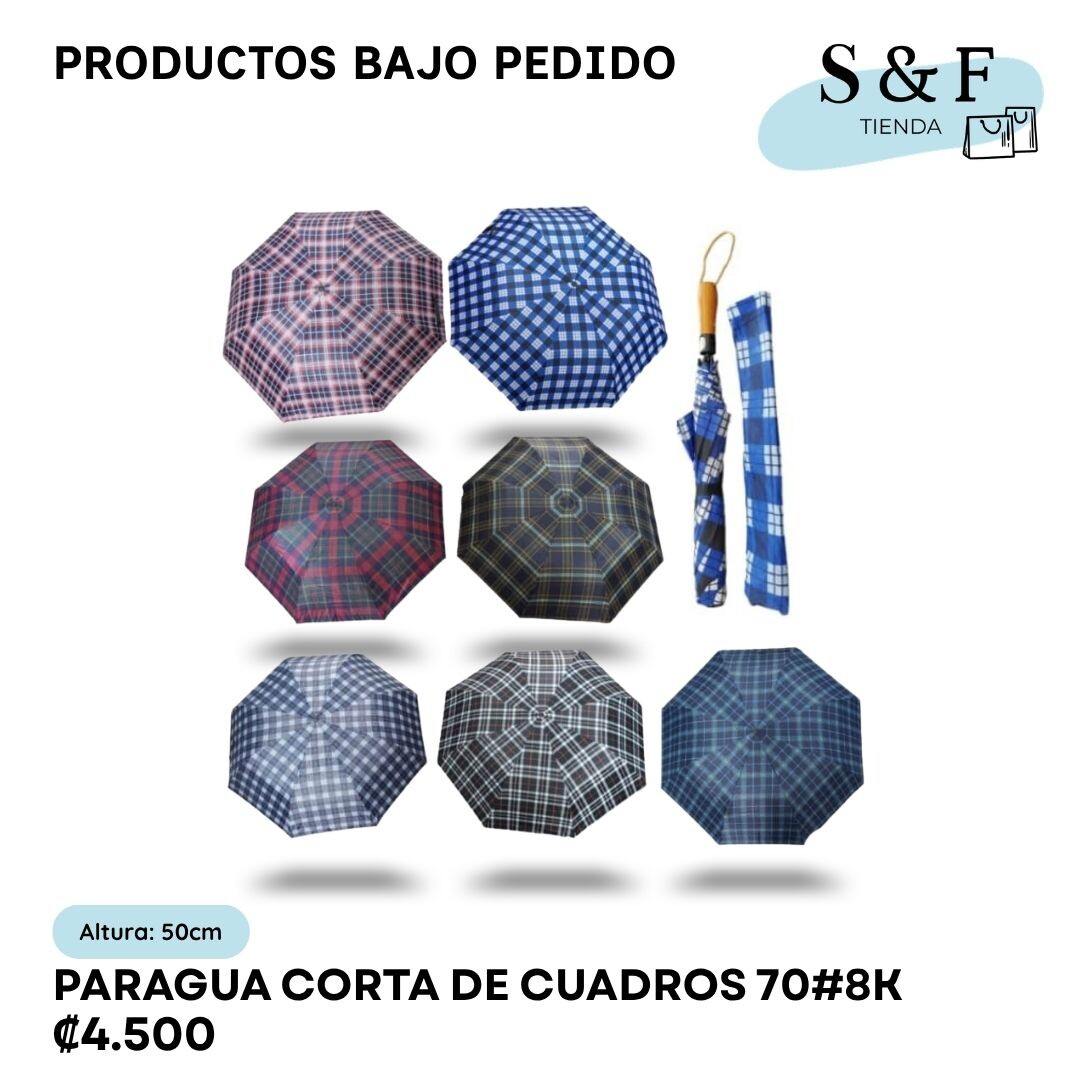 PRODUCTOS BAJO PEDIDO
S & F
TIENDA
Altura: 50cm
PARAGUA CORTA DE CUADROS 70#8K
₡4.500